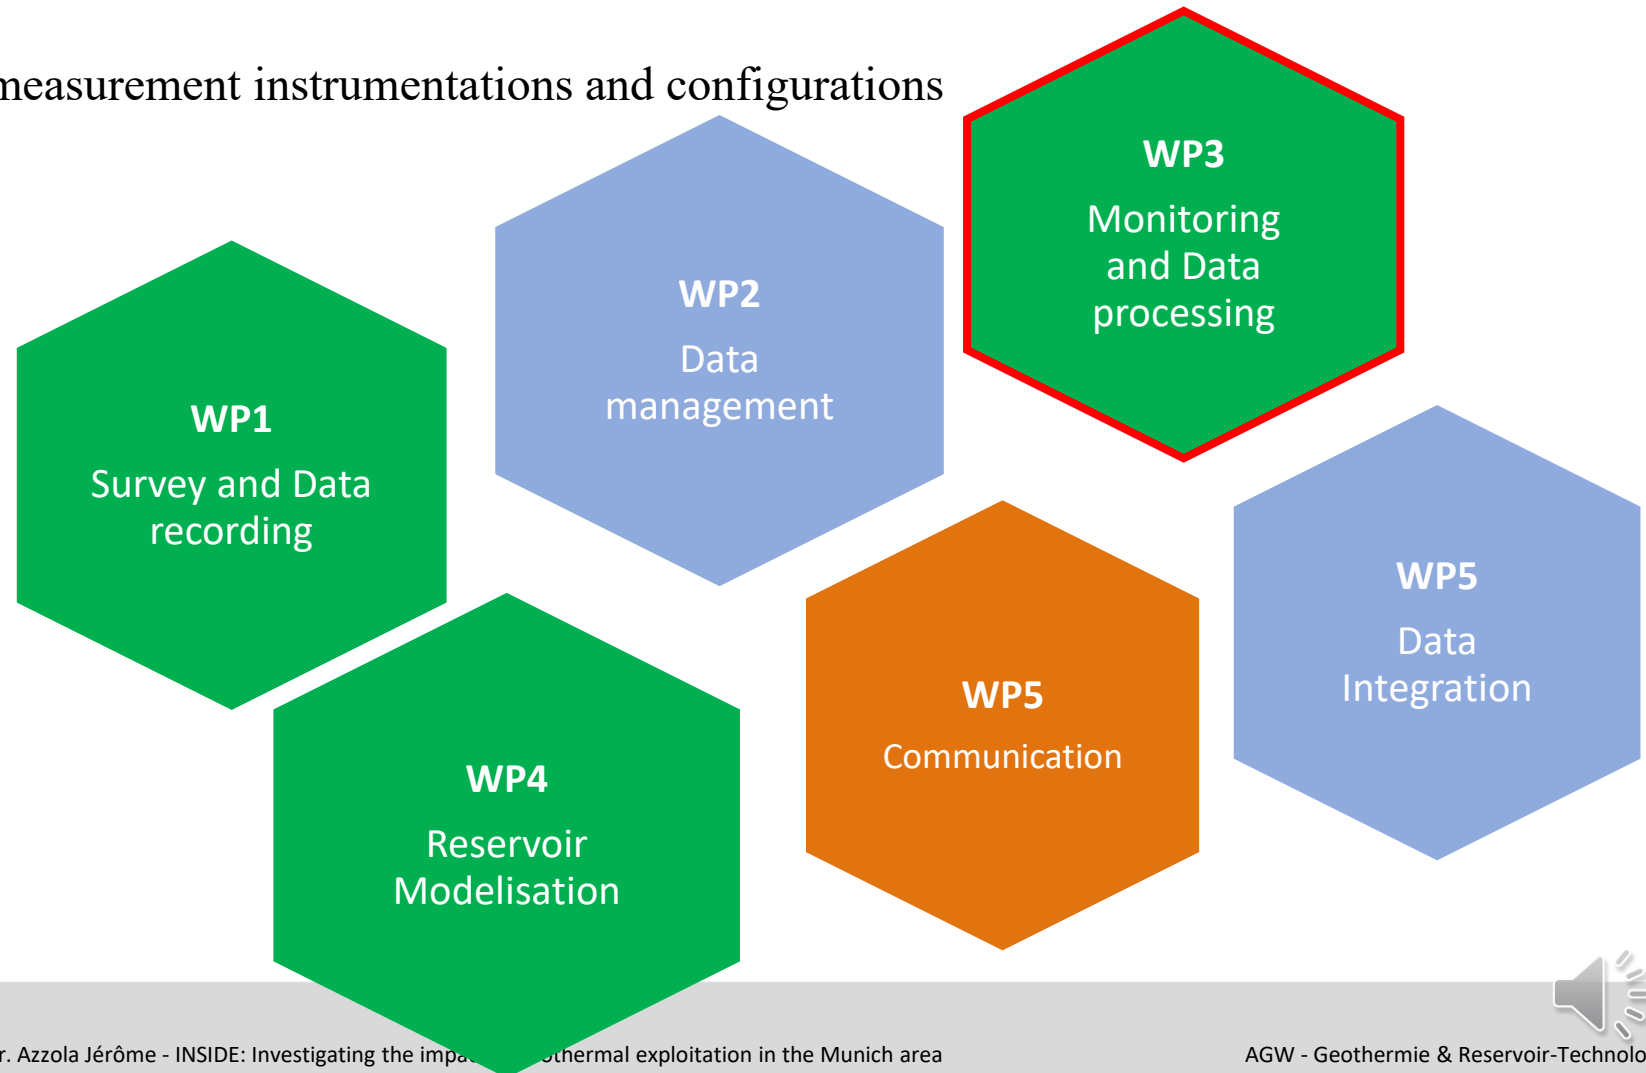 measurement instrumentations and configurations
WP3
Monitoring
and Data
processing
WP2
Data
management
WP1
Survey and Data
recording
WP5
Data
Integration
WP5
Communication
WP4
Reservoir
Modelisation
r. Azzola Jérôme - INSIDE: Investigating the exploitation in the Munich area
AGW - Geothermie & Reservoir-Technolo